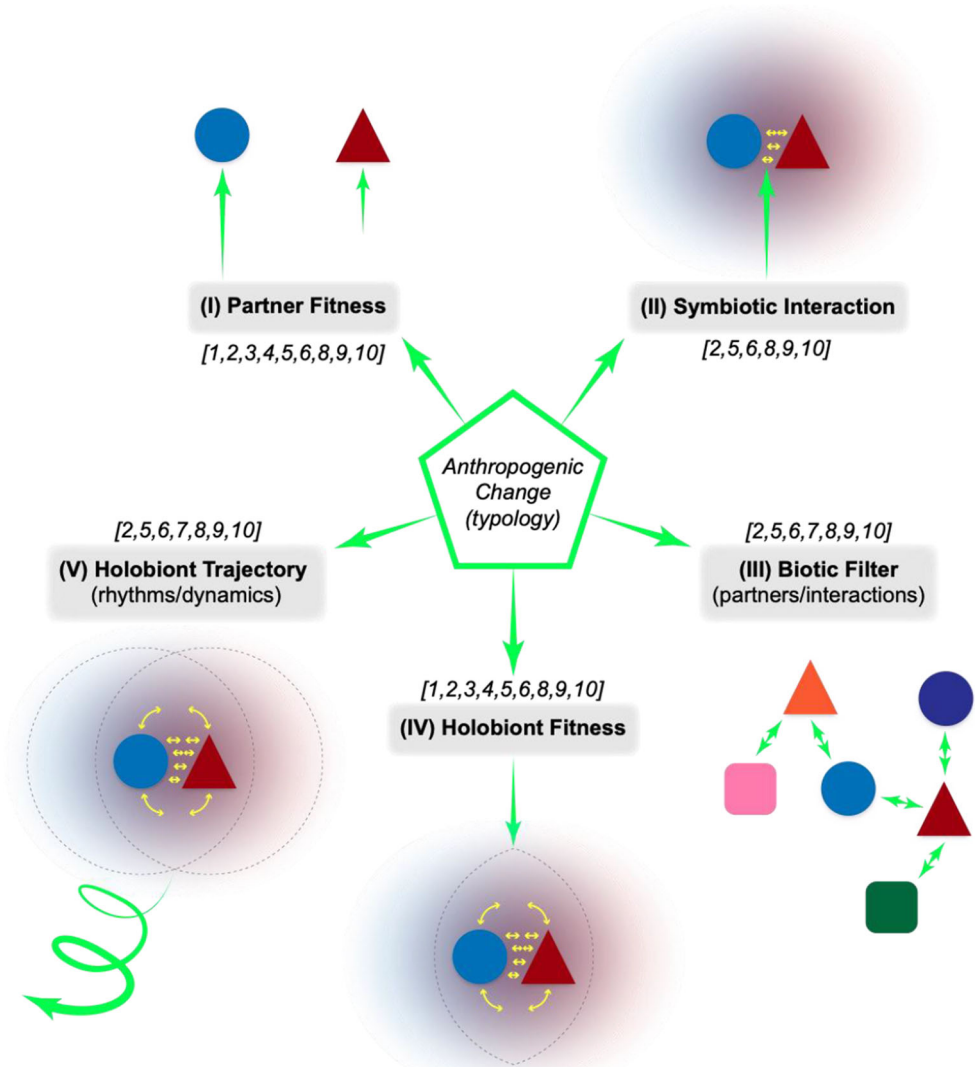 (I) Partner Fitness
[1,2,3,4,5,6,8,9,10]
(II) Symbiotic Interaction
[2,5,6,8,9,10]
Anthropogenic
Change
(typology)
[2,5,6,7,8,9,10]
(V) Holobiont Trajectory
(rhythms/dynamics)
[2,5,6,7,8,9,10]
(III) Biotic Filter
(partners/interactions)
[1,2,3,4,5,6,8,9,10]
(IV) Holobiont Fitness